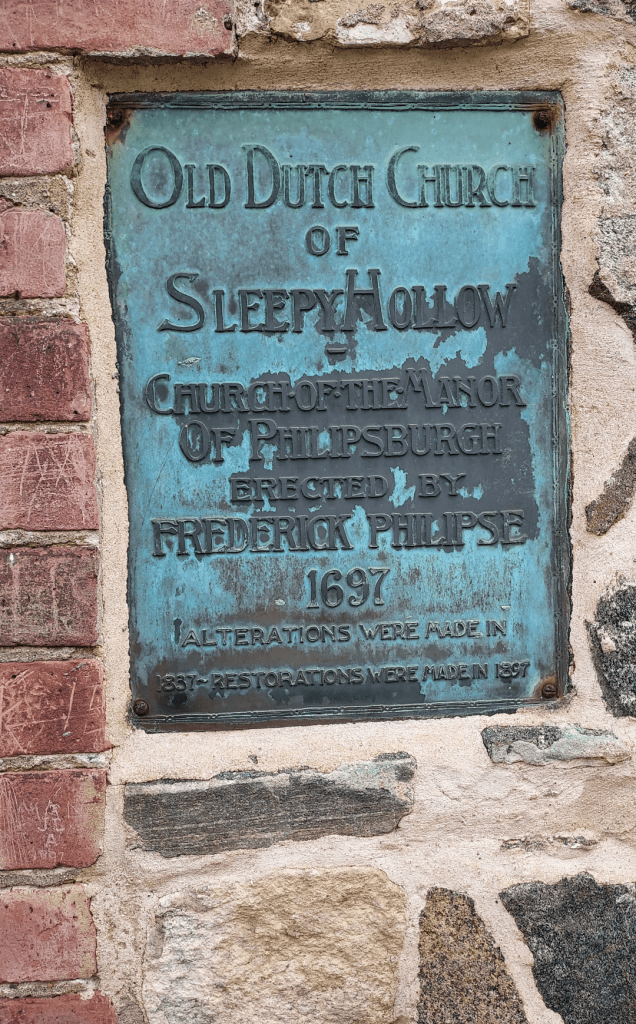 OLD DUTCH CHURCH
OF
SLEEPY HOLLOW
–
CHURCH·OF·THE·MANOR
OF PHILIPSBURGH
ERECTED BY
FREDERICK PHILIPSE
1697
ALTERATIONS WERE MADE IN
1837~RESTORATIONS WERE MADE IN 1897